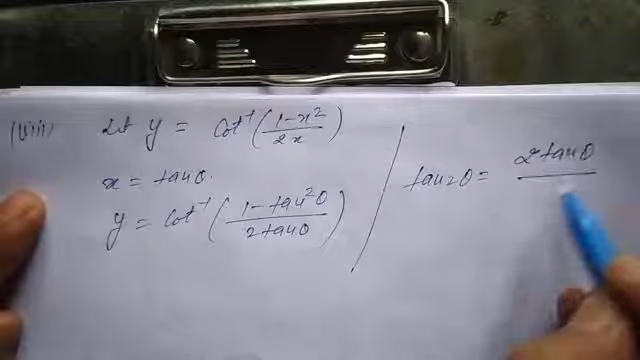 (viii) Let y = Cot⁻¹(1-x²/2x)
x = tanθ.
y = Cot⁻¹(1-tan²θ/2tanθ)
tan2θ = 2tanθ